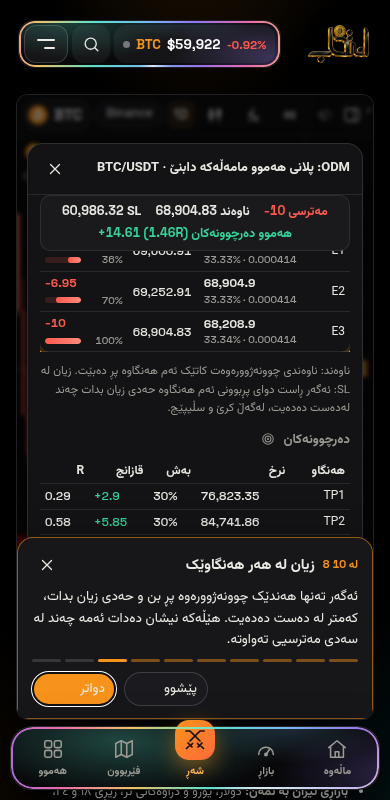 BTC $59,922 -0.92%
ODM: پلانی هەموو مامەڵەکە دابنێ · BTC/USDT
مەترسی 10- ناوەند 68,904.83 SL 60,986.32
هەموو دەرچوونەکان (1.46R) 14.61+
36% 33.33% · 0.000414 E1
-6.95 70% 69,252.91 68,904.9 33.33% · 0.000414 E2
-10 100% 68,904.83 68,208.9 33.34% · 0.000414 E3
ناوەند: ناوەندی چوونەژوورەوەت کاتێک ئەم هەنگاوە پڕ دەبێت. زیان لە
SL: ئەگەر ڕاست دوای پڕبوونی ئەم هەنگاوە حەدی زیان بدات چەند
لەدەست دەدەیت، لەگەڵ کرێ و سڵیپێج.
دەرچوونەکان
هەنگاو نرخ بەش قازانج R
TP1 76,823.35 30% +2.9 0.29
TP2 84,741.86 30% +5.85 0.58
زیان لە هەر هەنگاوێک 8 لە 10
ئەگەر تەنها هەندێک چوونەژوورەوە پڕ بن و حەدی زیان بدات،
کەمتر لە دەست دەدەیت. هێڵەکە نیشان دەدات ئەمە چەند لە
سەدی مەترسیی تەواوتە.
پێشوو دواتر
ماڵەوە بازاڕ شەڕ فێربوون هەموو